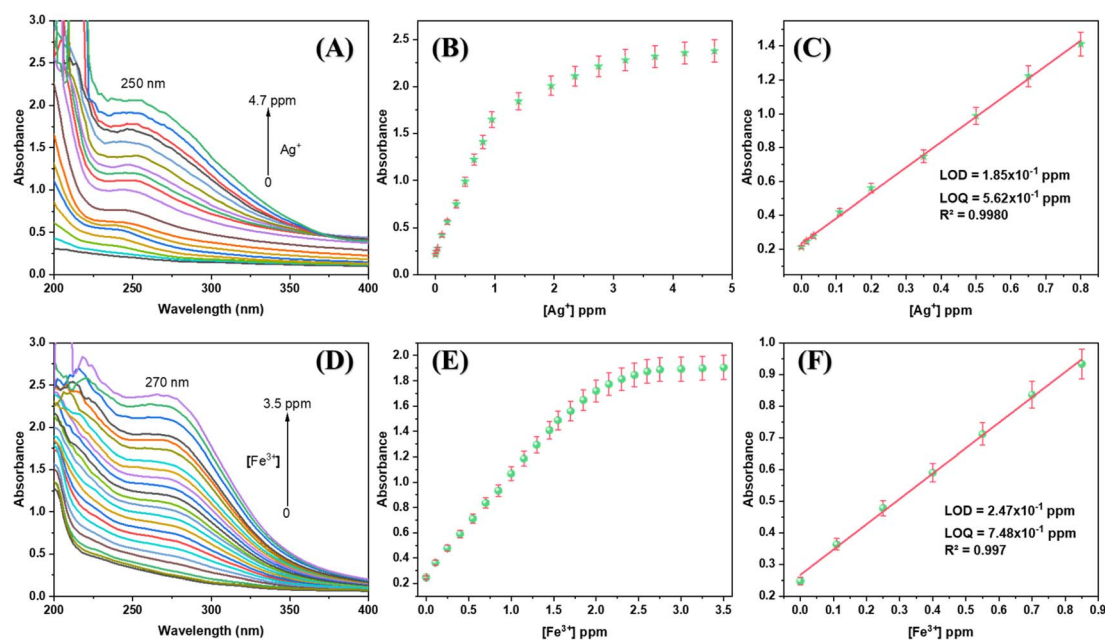 3.0
2.5
2.0
1.5
1.0
0.5
0.0
Absorbance
200 250 300 350 400
Wavelength (nm)
(A)
250 nm
4.7 ppm
Ag⁺
0
2.5
2.0
1.5
1.0
0.5
0.0
Absorbance
0 1 2 3 4 5
[Ag⁺] ppm
(B)
1.4
1.2
1.0
0.8
0.6
0.4
0.2
0.0
Absorbance
0.0 0.1 0.2 0.3 0.4 0.5 0.6 0.7 0.8
[Ag⁺] ppm
(C)
LOD = 1.85x10⁻¹ ppm
LOQ = 5.62x10⁻¹ ppm
R² = 0.9980
3.0
2.5
2.0
1.5
1.0
0.5
0.0
Absorbance
200 250 300 350 400
Wavelength (nm)
(D)
270 nm
3.5 ppm
[Fe³⁺]
0
2.0
1.8
1.6
1.4
1.2
1.0
0.8
0.6
0.4
0.2
Absorbance
0.0 0.5 1.0 1.5 2.0 2.5 3.0 3.5
[Fe³⁺] ppm
(E)
1.0
0.9
0.8
0.7
0.6
0.5
0.4
0.3
0.2
Absorbance
0.0 0.1 0.2 0.3 0.4 0.5 0.6 0.7 0.8 0.9
[Fe³⁺] ppm
(F)
LOD = 2.47x10⁻¹ ppm
LOQ = 7.48x10⁻¹ ppm
R² = 0.997